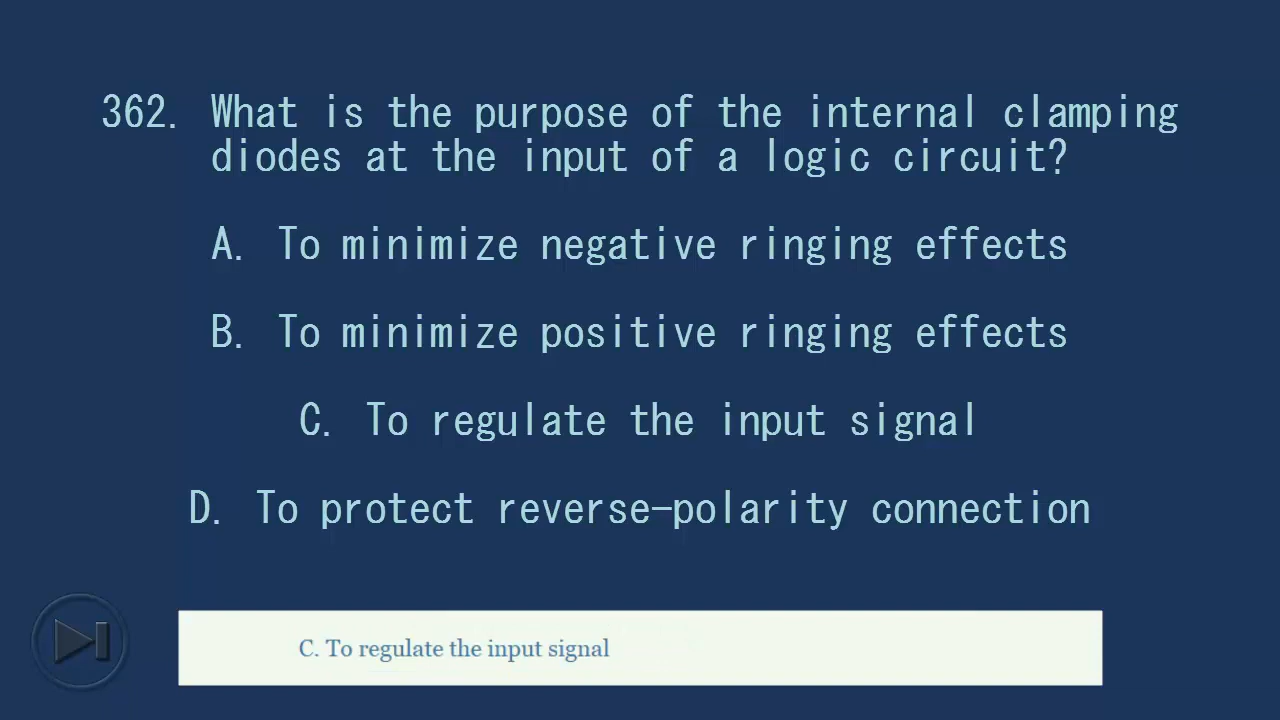 362. What is the purpose of the internal clamping
diodes at the input of a logic circuit?
A. To minimize negative ringing effects
B. To minimize positive ringing effects
C. To regulate the input signal
D. To protect reverse-polarity connection
C. To regulate the input signal